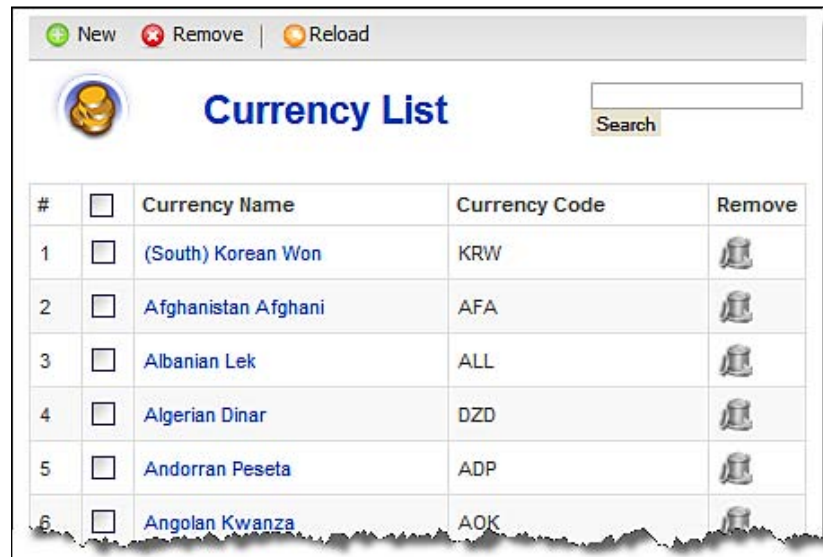 New Remove | Reload
Currency List
Search
# Currency Name Currency Code Remove
1 (South) Korean Won KRW
2 Afghanistan Afghani AFA
3 Albanian Lek ALL
4 Algerian Dinar DZD
5 Andorran Peseta ADP
6 Angolan Kwanza AOK